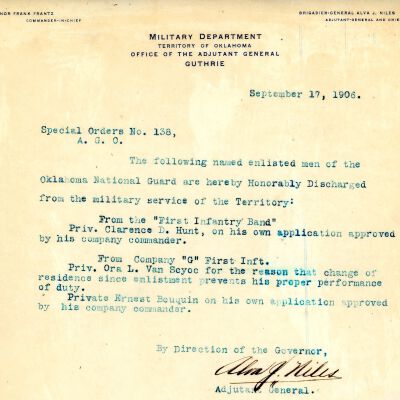 NOR FRANK FRANTZ
COMMANDER-IN-CHIEF
BRIGADIER-GENERAL ALVA J. NILES
ADJUTANT-GENERAL AND CHIE
MILITARY DEPARTMENT
TERRITORY OF OKLAHOMA
OFFICE OF THE ADJUTANT GENERAL
GUTHRIE
September 17, 1906.
Special Orders No. 138,
A. G. O.
The following named enlisted men of the
Oklahoma National Guard are hereby Honorably Discharged
from the military service of the Territory:
From the "First Infantry Band"
Priv. Clarence D. Hunt, on his own application approved
by his company commander.
From Company "G" First Inft.
Priv. Ora L. Van Scyoc for the reason that change of
residence since enlistment prevents his proper performance
of duty.
Private Ernest Bouquin on his own application approved
by his company commander.
By Direction of the Governor,
Alva J. Niles
Adjutant General.